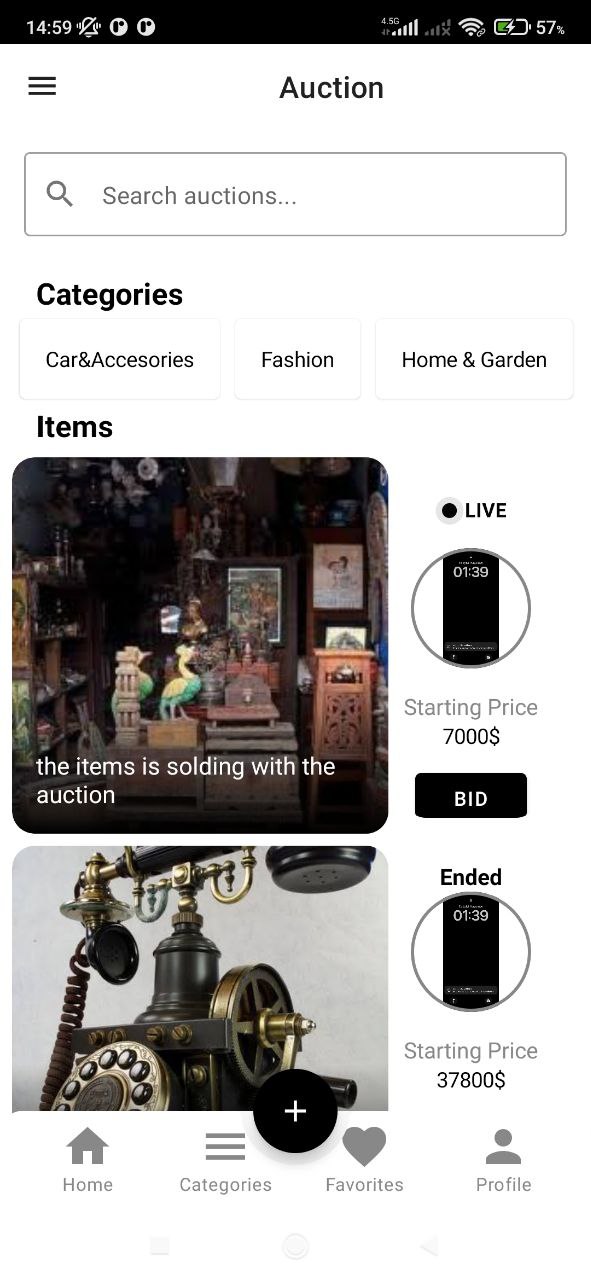 14:59 4.5G 57%
Auction
Search auctions...
Categories
Car&Accesories Fashion Home & Garden
Items
LIVE
01:39
Starting Price
7000$
the items is solding with the
auction
BID
Ended
01:39
Starting Price
37800$
+
Home Categories Favorites Profile